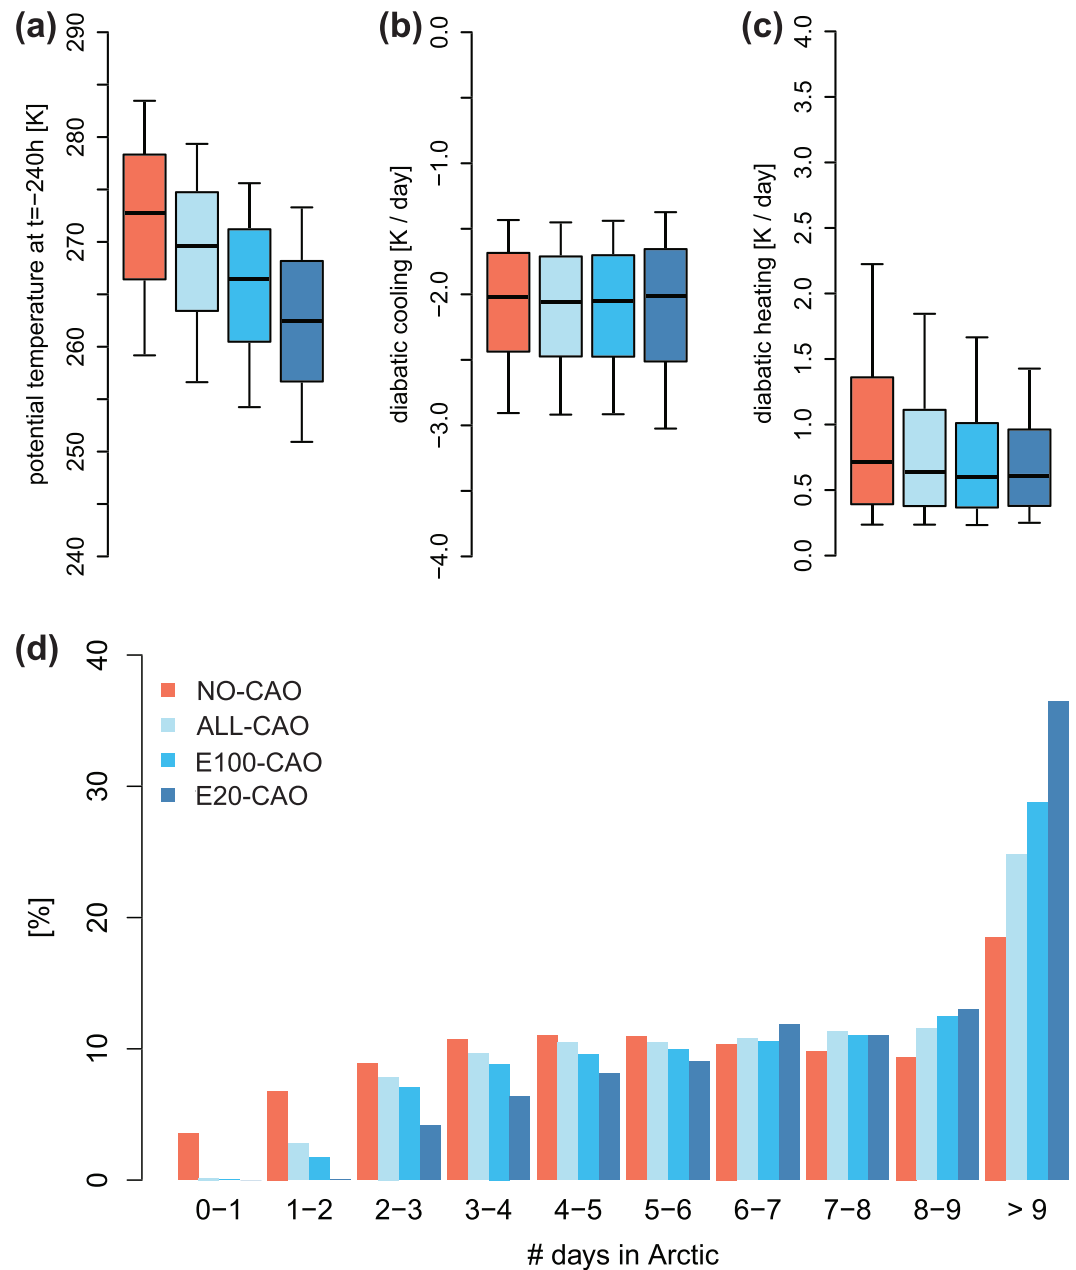 (a)
potential temperature at t=−240h [K]
290
280
270
260
250
240
(b)
diabatic cooling [K / day]
0.0
−1.0
−2.0
−3.0
−4.0
(c)
diabatic heating [K / day]
4.0
3.5
3.0
2.5
2.0
1.5
1.0
0.5
0.0
(d)
[%]
40
30
20
10
0
NO-CAO
ALL-CAO
E100-CAO
E20-CAO
0−1 1−2 2−3 3−4 4−5 5−6 6−7 7−8 8−9 > 9
# days in Arctic